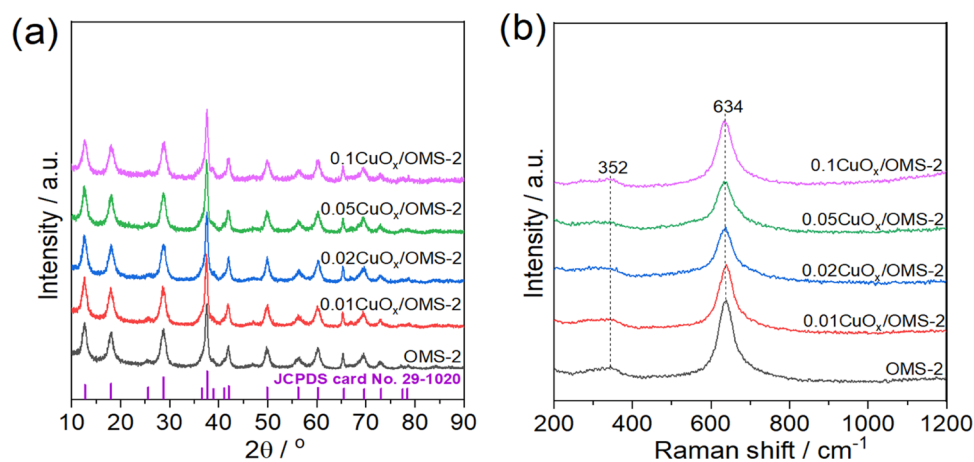 (a)
Intensity / a.u.
0.1CuOx/OMS-2
0.05CuOx/OMS-2
0.02CuOx/OMS-2
0.01CuOx/OMS-2
OMS-2
JCPDS card No. 29-1020
10 20 30 40 50 60 70 80 90
2θ / °
(b)
Intensity / a.u.
634
352
0.1CuOx/OMS-2
0.05CuOx/OMS-2
0.02CuOx/OMS-2
0.01CuOx/OMS-2
OMS-2
200 400 600 800 1000 1200
Raman shift / cm-1